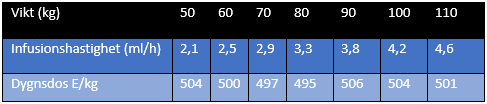 Vikt (kg) 50 60 70 80 90 100 110
Infusionshastighet (ml/h) 2,1 2,5 2,9 3,3 3,8 4,2 4,6
Dygnsdos E/kg 504 500 497 495 506 504 501